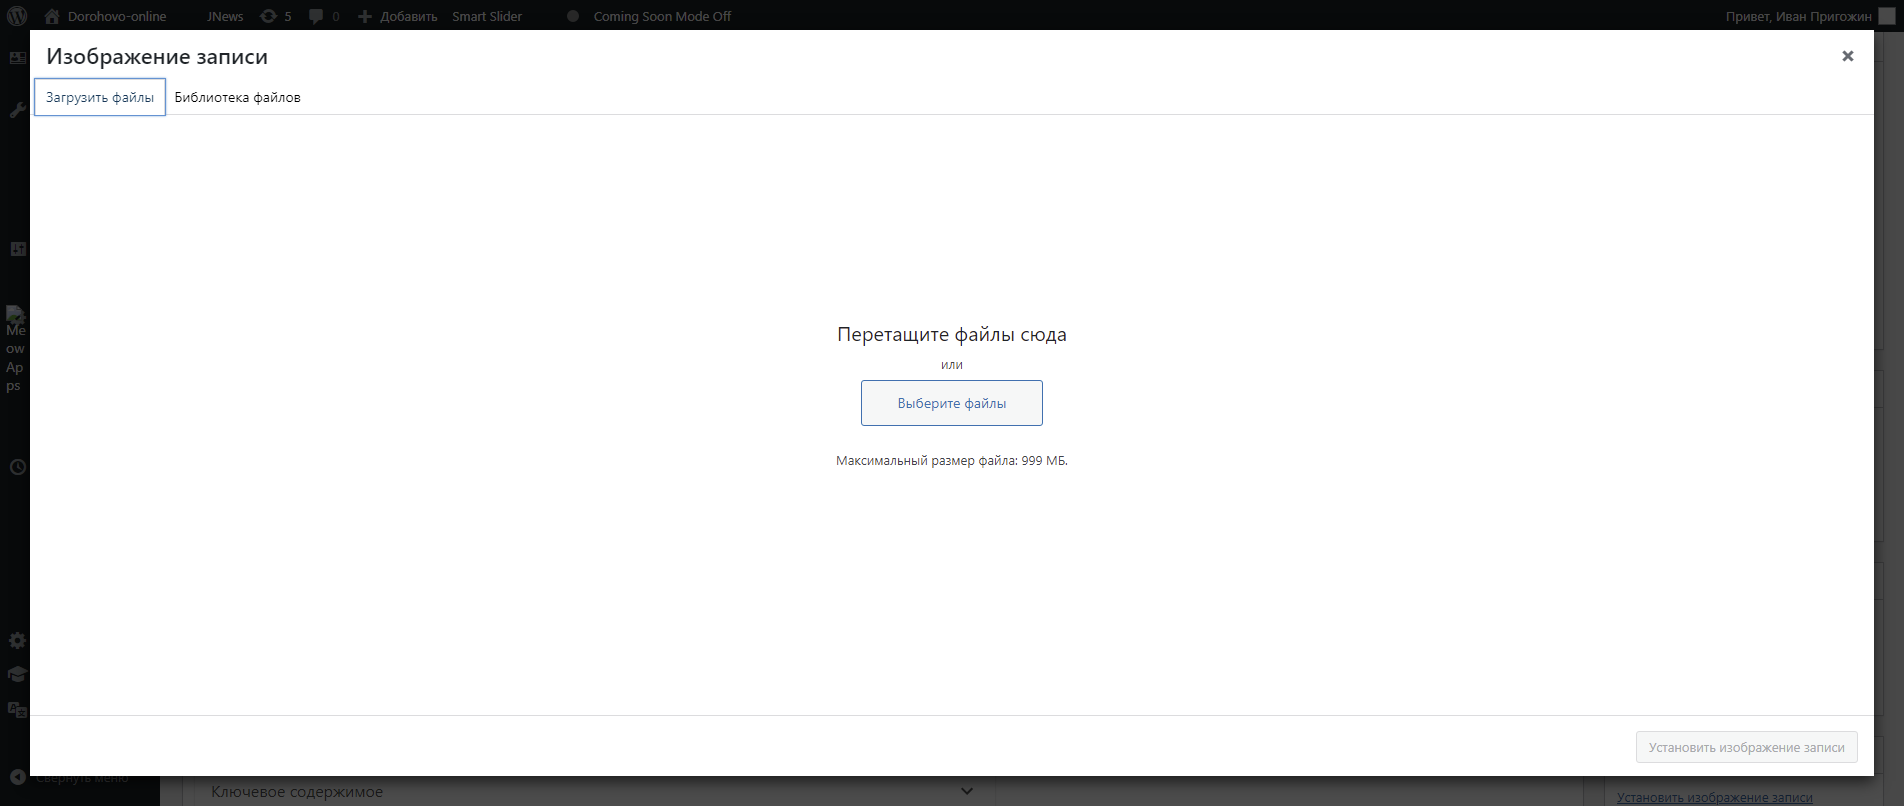 Dorohovo-online JNews 5 0 Добавить Smart Slider Coming Soon Mode Off Привет, Иван Пригожин
Изображение записи
Загрузить файлы Библиотека файлов
Me
ow
Ap
ps
Перетащите файлы сюда
или
Выберите файлы
Максимальный размер файла: 999 МБ.
Установить изображение записи
Свернуть меню
Ключевое содержимое
Установить изображение записи